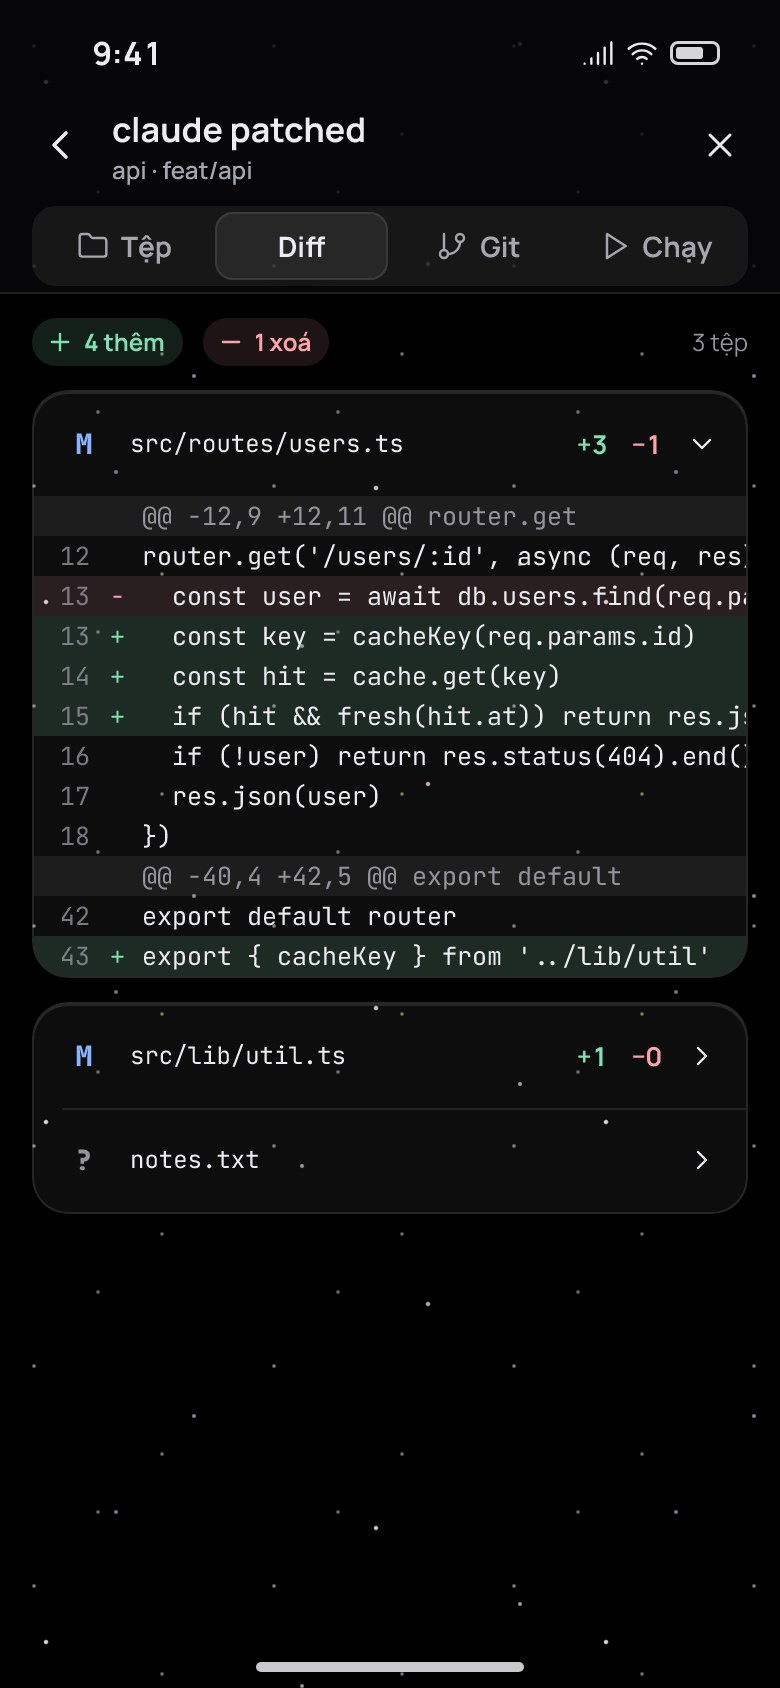 9:41
claude patched
api · feat/api
Tệp Diff Git Chạy
+ 4 thêm − 1 xoá 3 tệp
M src/routes/users.ts +3 −1
@@ -12,9 +12,11 @@ router.get
12 router.get('/users/:id', async (req, res)
13 - const user = await db.users.find(req.pa
13 + const key = cacheKey(req.params.id)
14 + const hit = cache.get(key)
15 + if (hit && fresh(hit.at)) return res.js
16 if (!user) return res.status(404).end()
17 res.json(user)
18 })
@@ -40,4 +42,5 @@ export default
42 export default router
43 + export { cacheKey } from '../lib/util'
M src/lib/util.ts +1 −0
? notes.txt